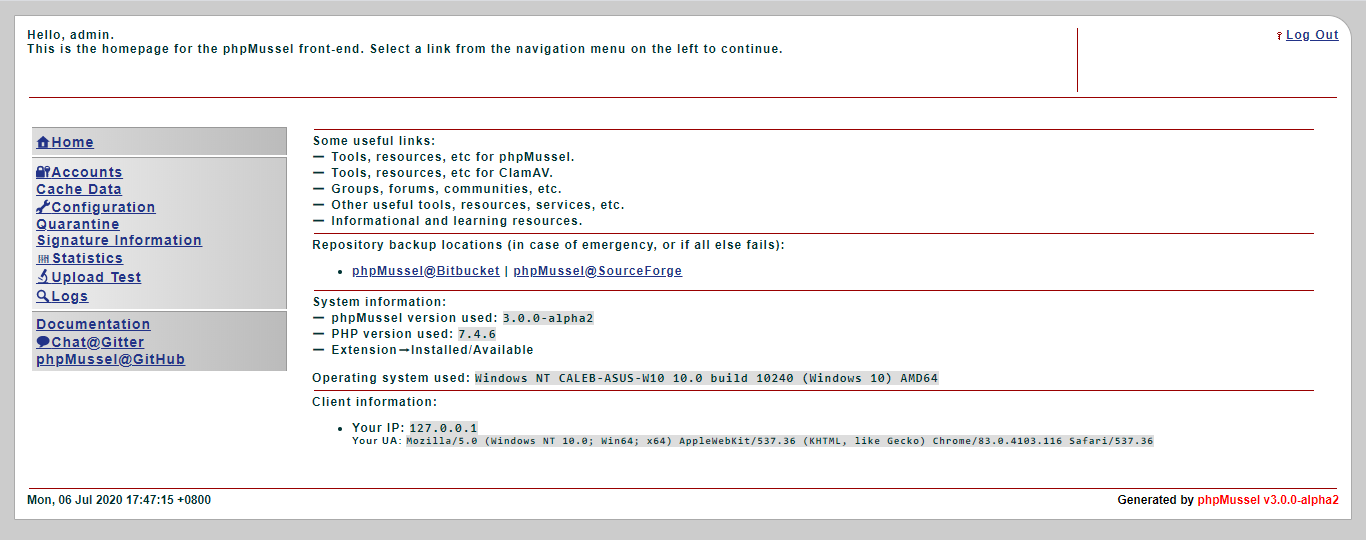 Hello, admin.
This is the homepage for the phpMussel front-end. Select a link from the navigation menu on the left to continue.
Log Out
Home
Accounts
Cache Data
Configuration
Quarantine
Signature Information
Statistics
Upload Test
Logs
Documentation
Chat@Gitter
phpMussel@GitHub
Some useful links:
— Tools, resources, etc for phpMussel.
— Tools, resources, etc for ClamAV.
— Groups, forums, communities, etc.
— Other useful tools, resources, services, etc.
— Informational and learning resources.
Repository backup locations (in case of emergency, or if all else fails):
• phpMussel@Bitbucket | phpMussel@SourceForge
System information:
— phpMussel version used: 3.0.0-alpha2
— PHP version used: 7.4.6
— Extension➞Installed/Available
Operating system used: Windows NT CALEB-ASUS-W10 10.0 build 10240 (Windows 10) AMD64
Client information:
• Your IP: 127.0.0.1
Your UA: Mozilla/5.0 (Windows NT 10.0; Win64; x64) AppleWebKit/537.36 (KHTML, like Gecko) Chrome/83.0.4103.116 Safari/537.36
Mon, 06 Jul 2020 17:47:15 +0800
Generated by phpMussel v3.0.0-alpha2